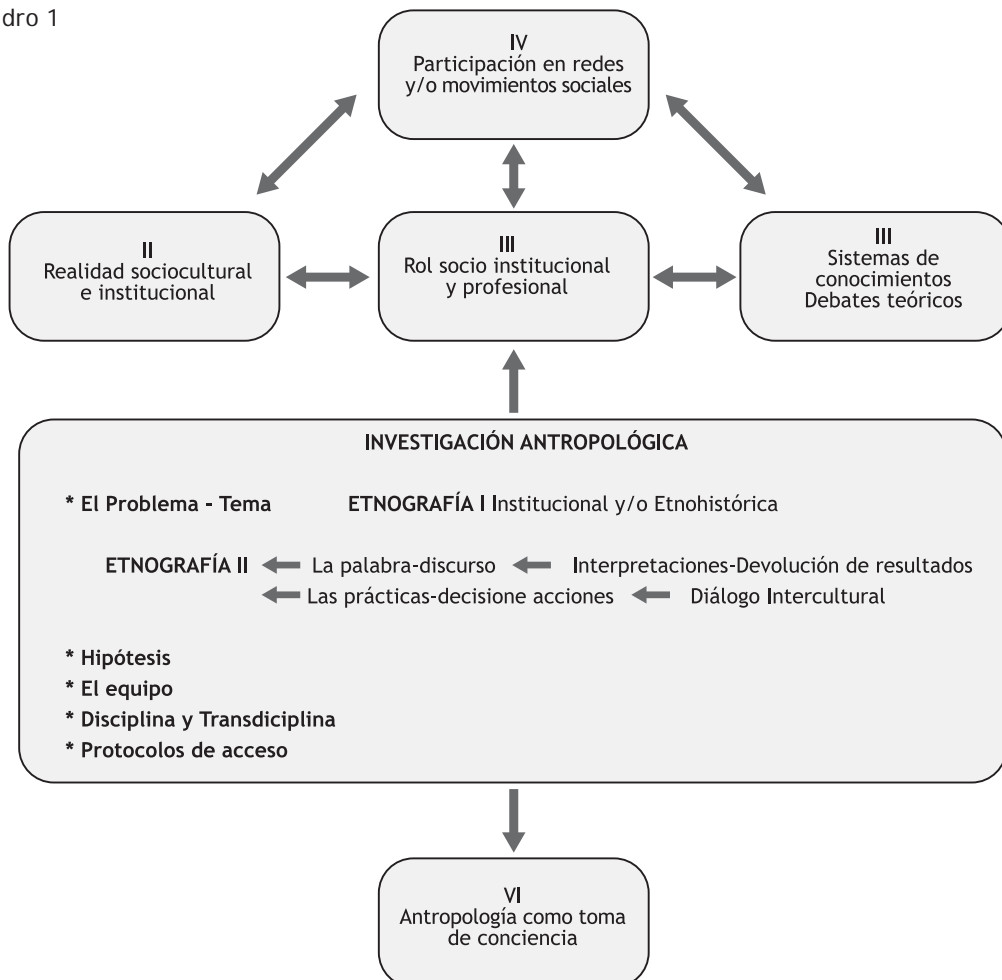 dro 1
IV
Participación en redes
y/o movimientos sociales
II
Realidad sociocultural
e institucional
III
Rol socio institucional
y profesional
III
Sistemas de
conocimientos
Debates teóricos
INVESTIGACIÓN ANTROPOLÓGICA
* El Problema - Tema ETNOGRAFÍA I Institucional y/o Etnohistórica
ETNOGRAFÍA II La palabra-discurso Interpretaciones-Devolución de resultados
Las prácticas-decisione acciones Diálogo Intercultural
* Hipótesis
* El equipo
* Disciplina y Transdiciplina
* Protocolos de acceso
VI
Antropología como toma
de conciencia